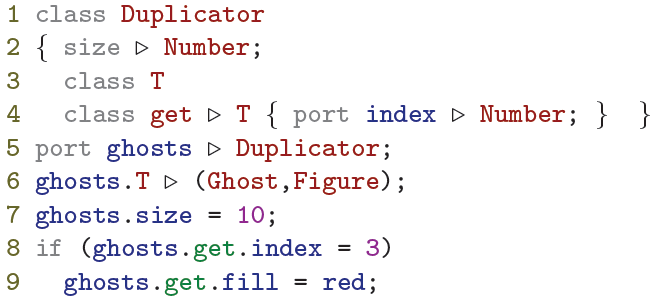 1 class Duplicator
2 { size ▷ Number;
3   class T
4   class get ▷ T { port index ▷ Number; }  }
5 port ghosts ▷ Duplicator;
6 ghosts.T ▷ (Ghost,Figure);
7 ghosts.size = 10;
8 if (ghosts.get.index = 3)
9   ghosts.get.fill = red;